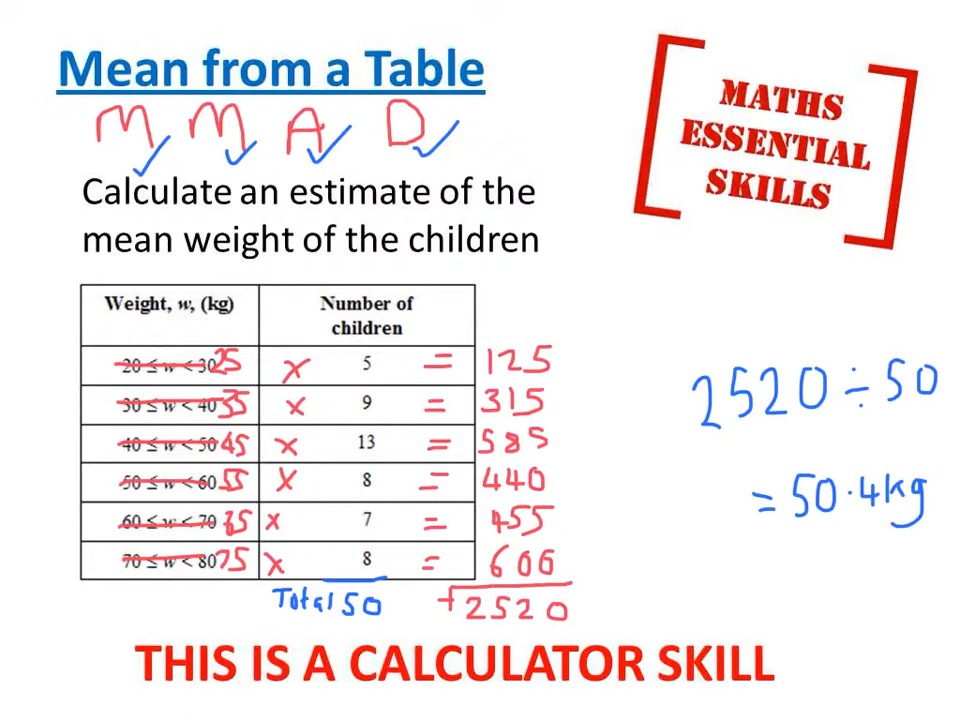 Mean from a Table
M M A D
MATHS
ESSENTIAL
SKILLS
Calculate an estimate of the
mean weight of the children
Weight, w, (kg) Number of children
20 ≤ w < 30 25 × 5 = 125
30 ≤ w < 40 35 × 9 = 315
40 ≤ w < 50 45 × 13 = 585
50 ≤ w < 60 55 × 8 = 440
60 ≤ w < 70 65 × 7 = 455
70 ≤ w < 80 75 × 8 = 600
Total 50 + 2520
2520 ÷ 50
= 50.4kg
THIS IS A CALCULATOR SKILL